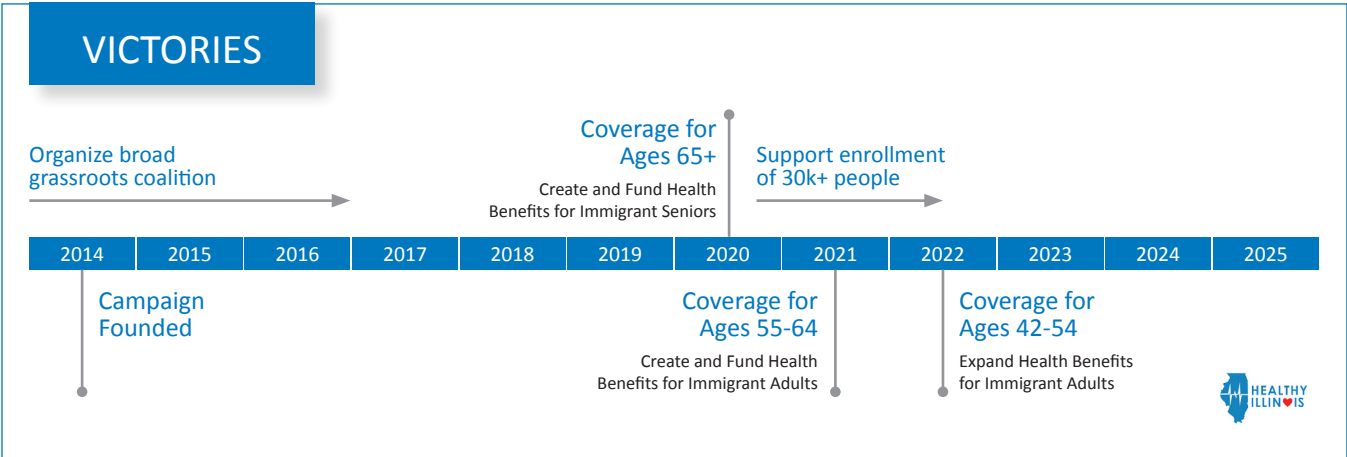 VICTORIES
Organize broad
grassroots coalition
Coverage for
Ages 65+
Create and Fund Health
Benefits for Immigrant Seniors
Support enrollment
of 30k+ people
2014 2015 2016 2017 2018 2019 2020 2021 2022 2023 2024 2025
Campaign
Founded
Coverage for
Ages 55-64
Create and Fund Health
Benefits for Immigrant Adults
Coverage for
Ages 42-54
Expand Health Benefits
for Immigrant Adults
HEALTHY
ILLIN♥IS